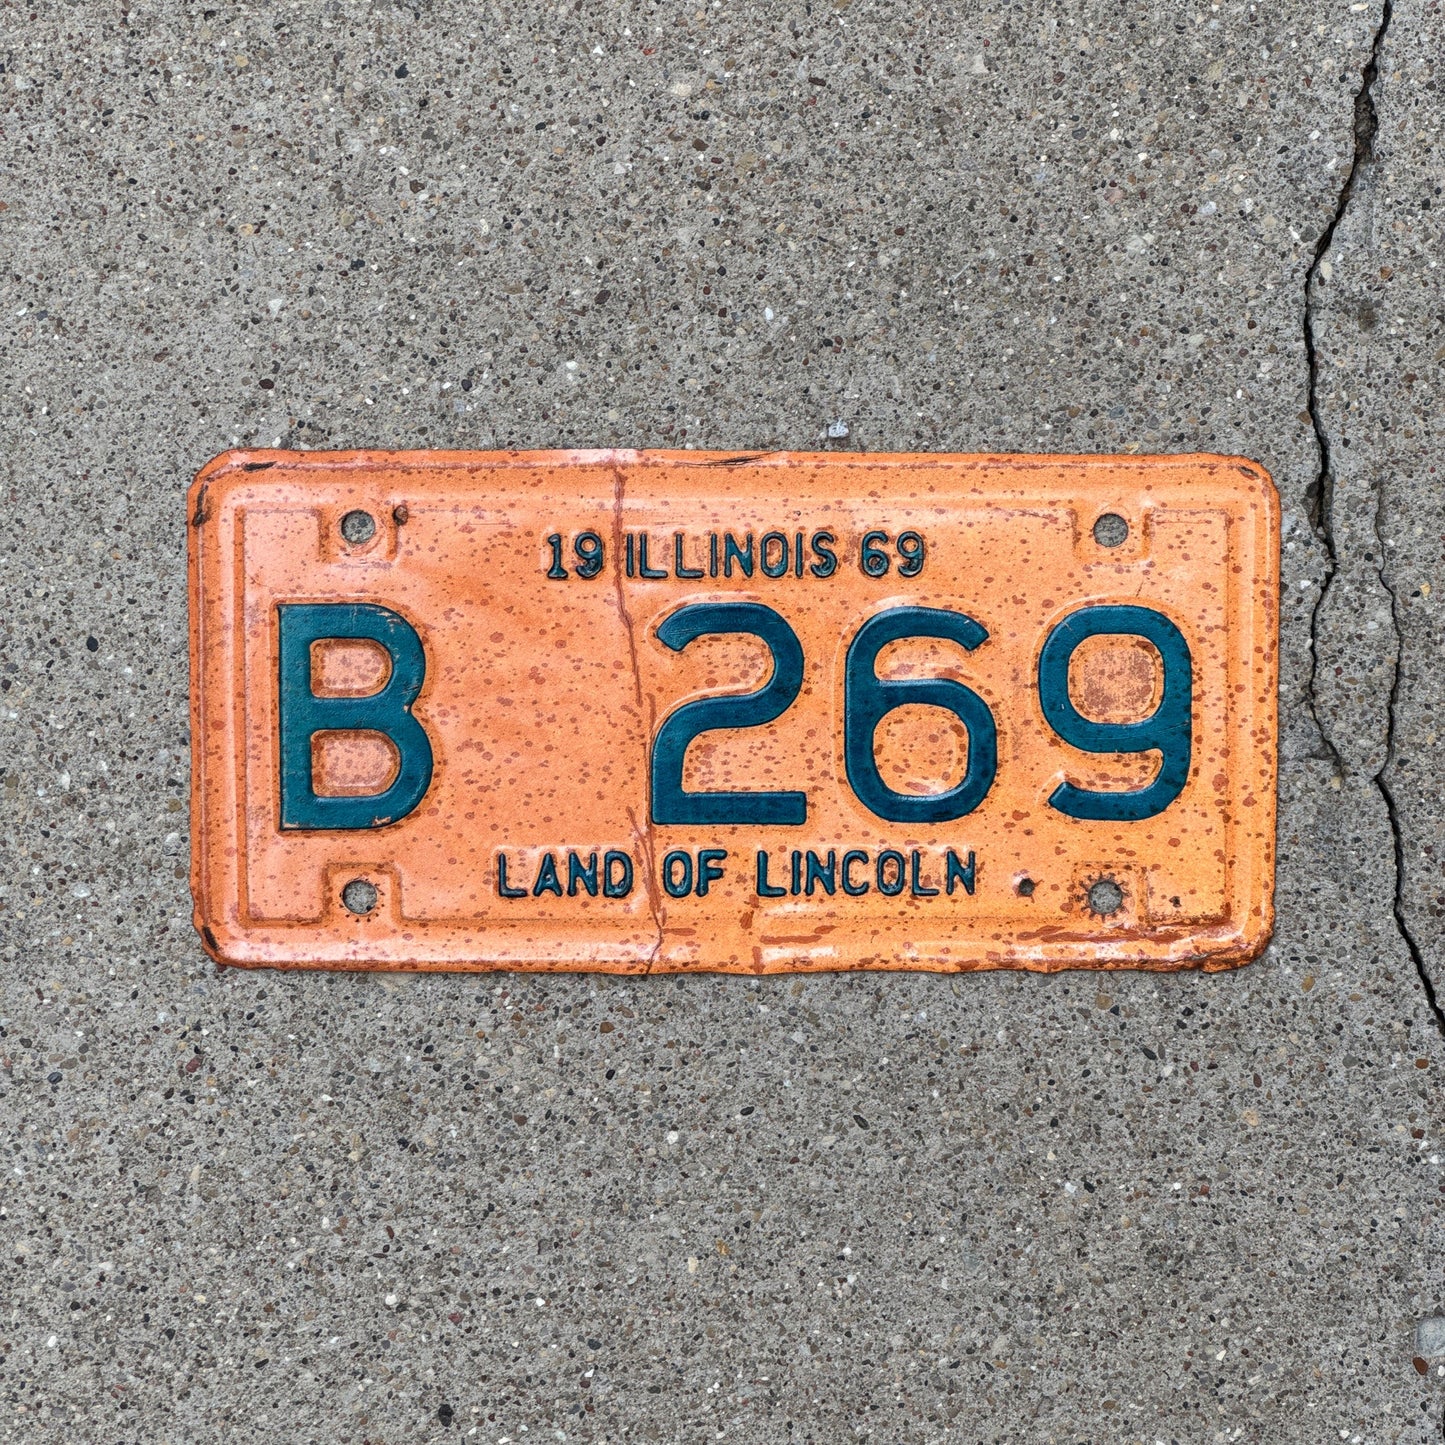 19 ILLINOIS 69
B 269
LAND OF LINCOLN